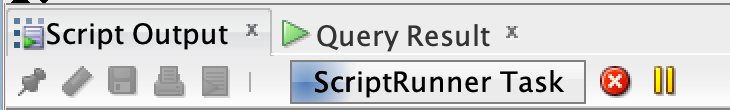 Script Output x Query Result x
ScriptRunner Task